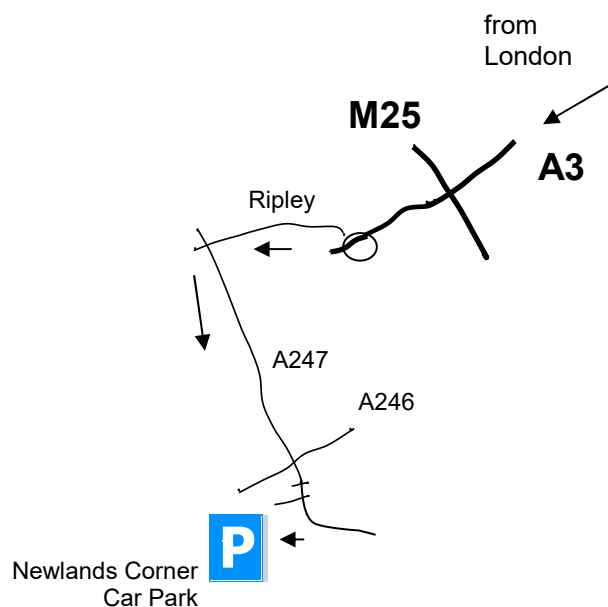 from
London
M25
A3
Ripley
A247
A246
P
Newlands Corner
Car Park